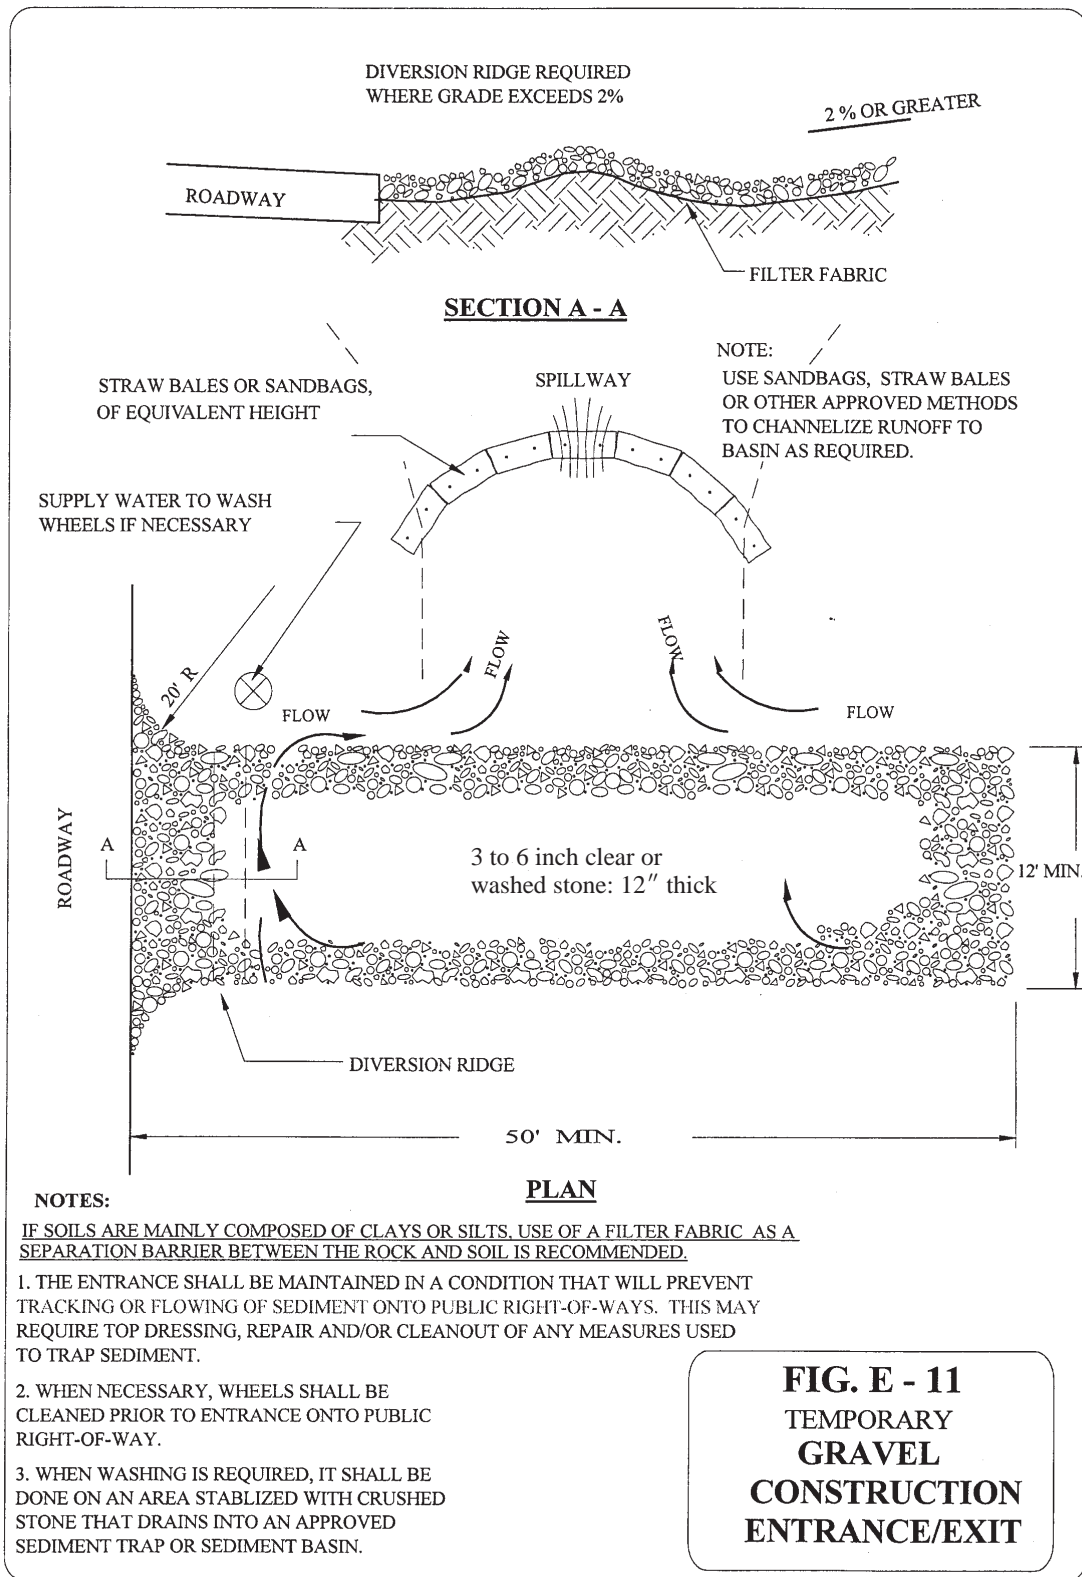 DIVERSION RIDGE REQUIRED
WHERE GRADE EXCEEDS 2%
2 % OR GREATER
ROADWAY
FILTER FABRIC
SECTION A - A
NOTE:
USE SANDBAGS, STRAW BALES
OR OTHER APPROVED METHODS
TO CHANNELIZE RUNOFF TO
BASIN AS REQUIRED.
STRAW BALES OR SANDBAGS,
OF EQUIVALENT HEIGHT
SPILLWAY
SUPPLY WATER TO WASH
WHEELS IF NECESSARY
20' R
FLOW
FLOW
FLOW
FLOW
ROADWAY
A
A
3 to 6 inch clear or
washed stone: 12" thick
12' MIN.
DIVERSION RIDGE
50' MIN.
PLAN
NOTES:
IF SOILS ARE MAINLY COMPOSED OF CLAYS OR SILTS, USE OF A FILTER FABRIC AS A
SEPARATION BARRIER BETWEEN THE ROCK AND SOIL IS RECOMMENDED.
1. THE ENTRANCE SHALL BE MAINTAINED IN A CONDITION THAT WILL PREVENT
TRACKING OR FLOWING OF SEDIMENT ONTO PUBLIC RIGHT-OF-WAYS. THIS MAY
REQUIRE TOP DRESSING, REPAIR AND/OR CLEANOUT OF ANY MEASURES USED
TO TRAP SEDIMENT.
2. WHEN NECESSARY, WHEELS SHALL BE
CLEANED PRIOR TO ENTRANCE ONTO PUBLIC
RIGHT-OF-WAY.
3. WHEN WASHING IS REQUIRED, IT SHALL BE
DONE ON AN AREA STABLIZED WITH CRUSHED
STONE THAT DRAINS INTO AN APPROVED
SEDIMENT TRAP OR SEDIMENT BASIN.
FIG. E - 11
TEMPORARY
GRAVEL
CONSTRUCTION
ENTRANCE/EXIT